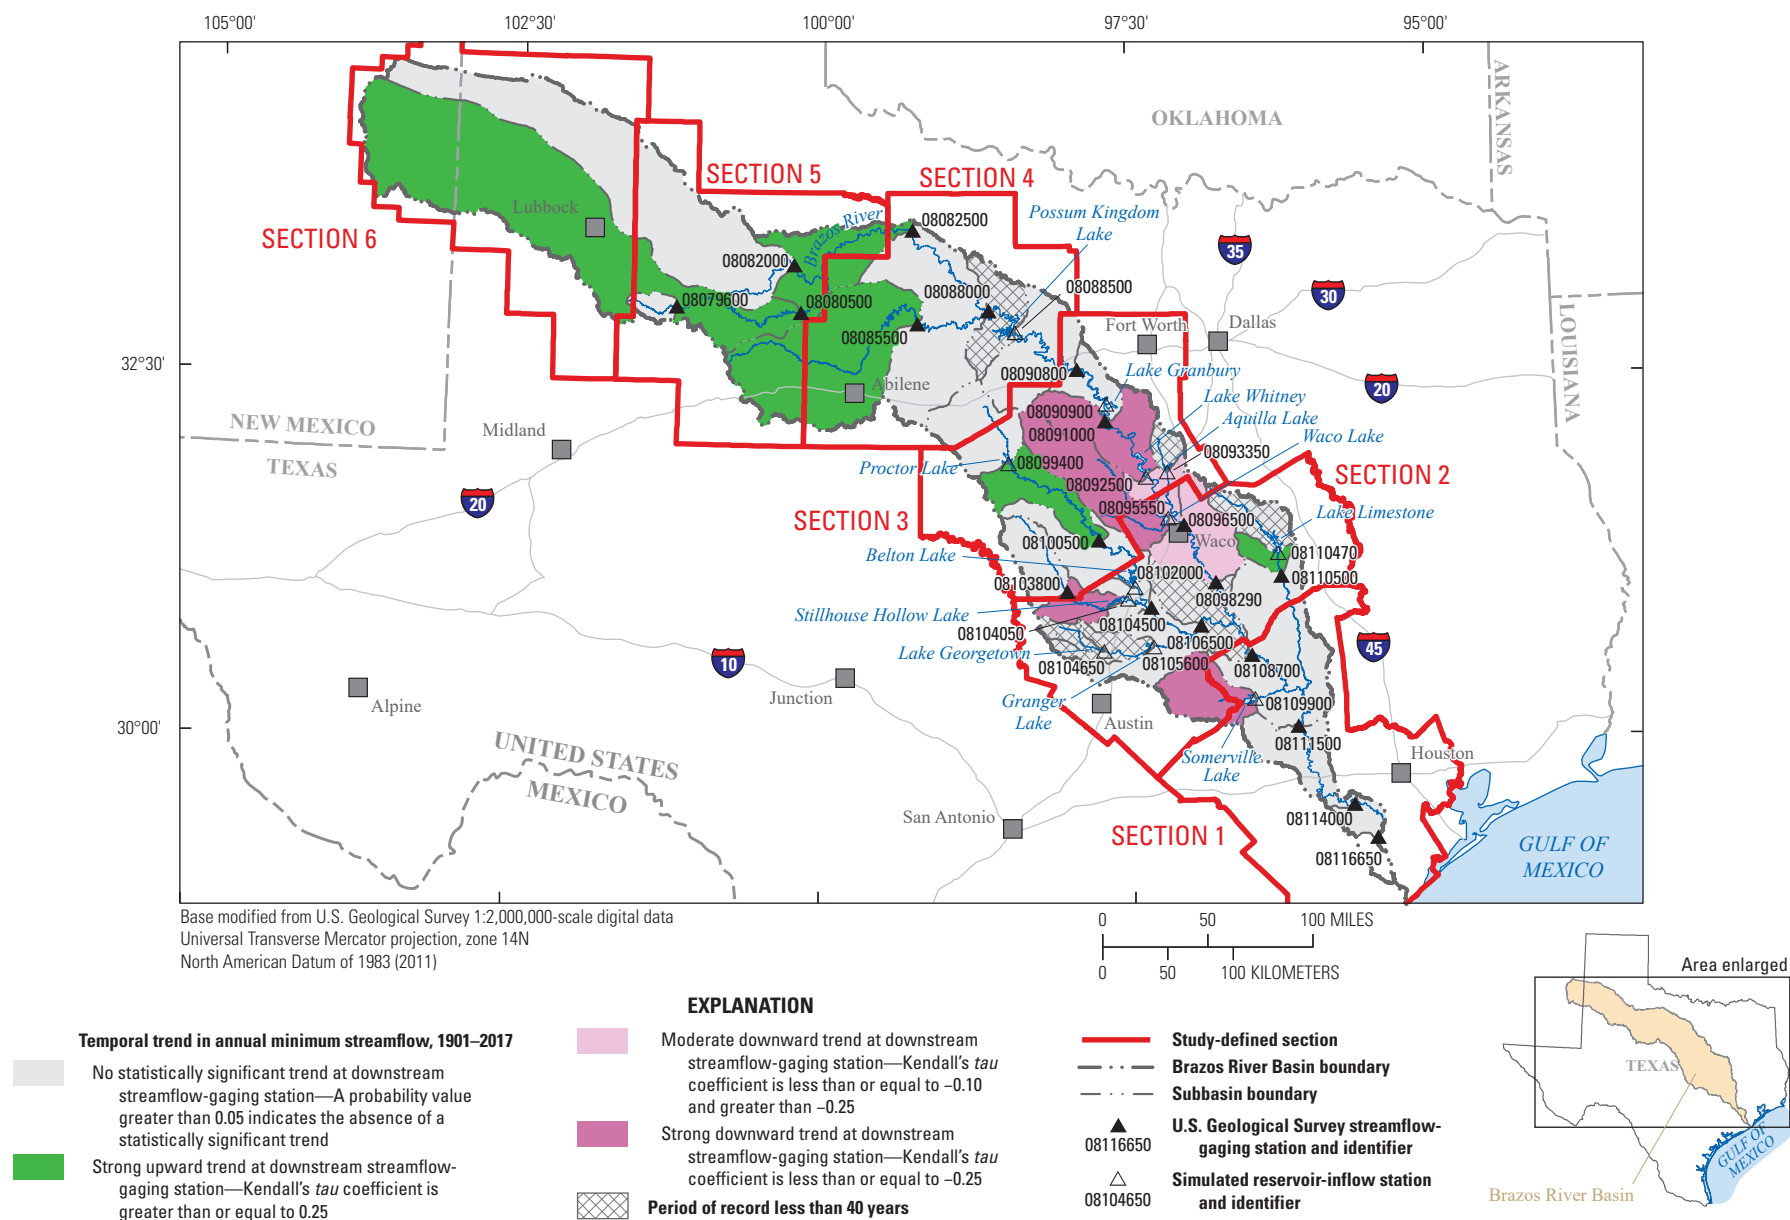 105°00'
102°30'
100°00'
97°30'
95°00'
ARKANSAS
OKLAHOMA
SECTION 5
SECTION 4
Possum Kingdom
Lake
Lubbock
Brazos River
08082500
35
SECTION 6
08082000
08088500
30
08079600
08080500
08088000
LOUISIANA
08085500
Fort Worth
Dallas
32°30'
08090800
Lake Granbury
20
Abilene
Lake Whitney
NEW MEXICO
08090900
Aquilla Lake
Midland
08091000
Waco Lake
TEXAS
Proctor Lake
08099400
08093350
SECTION 2
08092500
20
08095550
SECTION 3
08096500
Lake Limestone
08100500
Waco
Belton Lake
08110470
08102000
08110500
08103800
08098290
Stillhouse Hollow Lake
08104500
08104050
08106500
45
Lake Georgetown
10
08104650
08105600
08108700
Junction
Alpine
Granger
Lake
08109900
Austin
30°00'
08111500
UNITED STATES
Houston
Somerville
Lake
MEXICO
San Antonio
08114000
SECTION 1
08116650
GULF OF
MEXICO
Base modified from U.S. Geological Survey 1:2,000,000-scale digital data
Universal Transverse Mercator projection, zone 14N
North American Datum of 1983 (2011)
0 50 100 MILES
0 50 100 KILOMETERS
Area enlarged
TEXAS
GULF OF
MEXICO
Brazos River Basin
EXPLANATION
Temporal trend in annual minimum streamflow, 1901–2017
No statistically significant trend at downstream
streamflow-gaging station—A probability value
greater than 0.05 indicates the absence of a
statistically significant trend
Strong upward trend at downstream streamflow-
gaging station—Kendall's tau coefficient is
greater than or equal to 0.25
Moderate downward trend at downstream
streamflow-gaging station—Kendall's tau
coefficient is less than or equal to −0.10
and greater than −0.25
Strong downward trend at downstream
streamflow-gaging station—Kendall's tau
coefficient is less than or equal to −0.25
Period of record less than 40 years
Study-defined section
Brazos River Basin boundary
Subbasin boundary
U.S. Geological Survey streamflow-
gaging station and identifier
08116650
Simulated reservoir-inflow station
and identifier
08104650